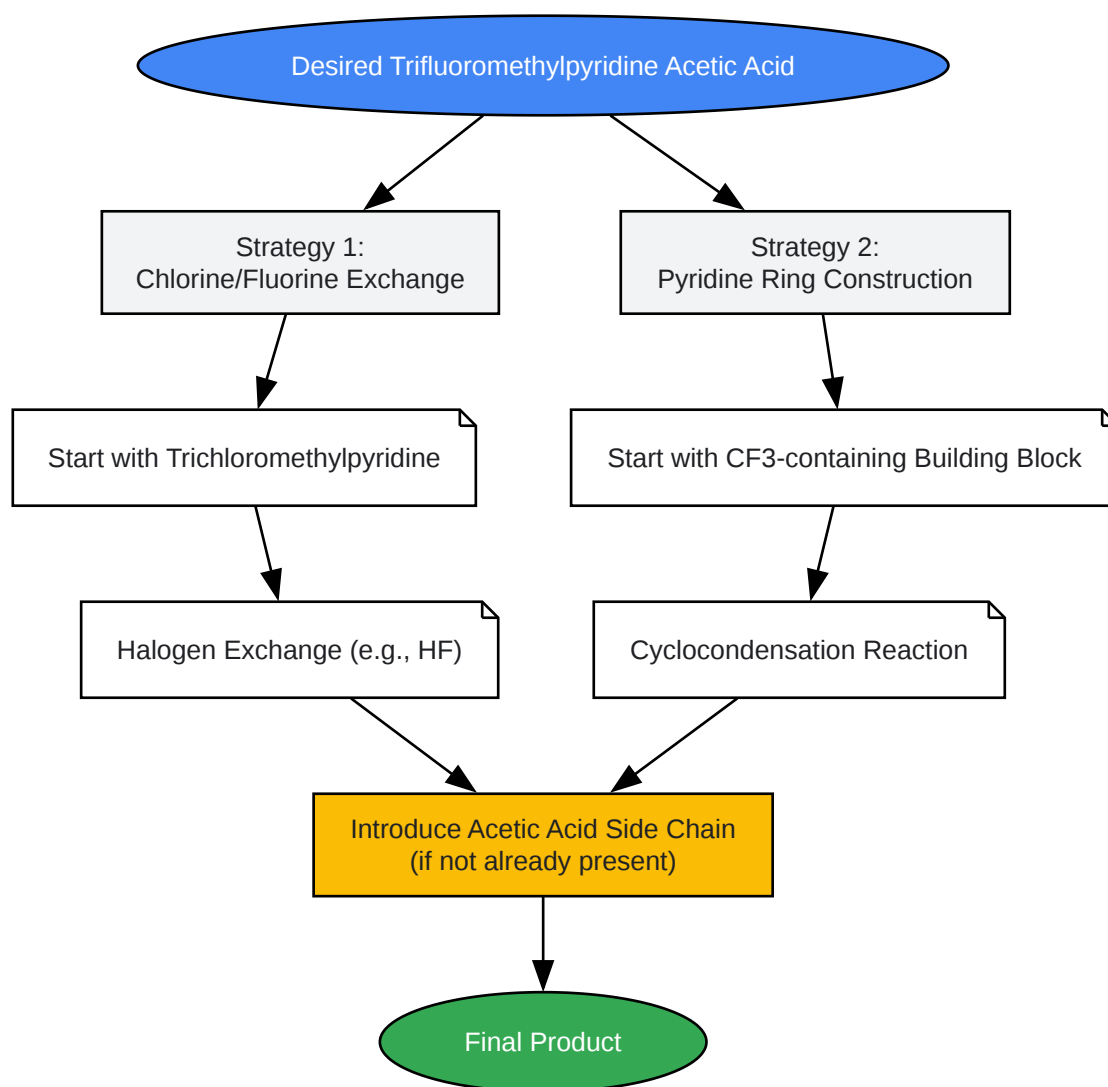 Desired Trifluoromethylpyridine Acetic Acid
Strategy 1:
Chlorine/Fluorine Exchange
Strategy 2:
Pyridine Ring Construction
Start with Trichloromethylpyridine
Start with CF3-containing Building Block
Halogen Exchange (e.g., HF)
Cyclocondensation Reaction
Introduce Acetic Acid Side Chain
(if not already present)
Final Product